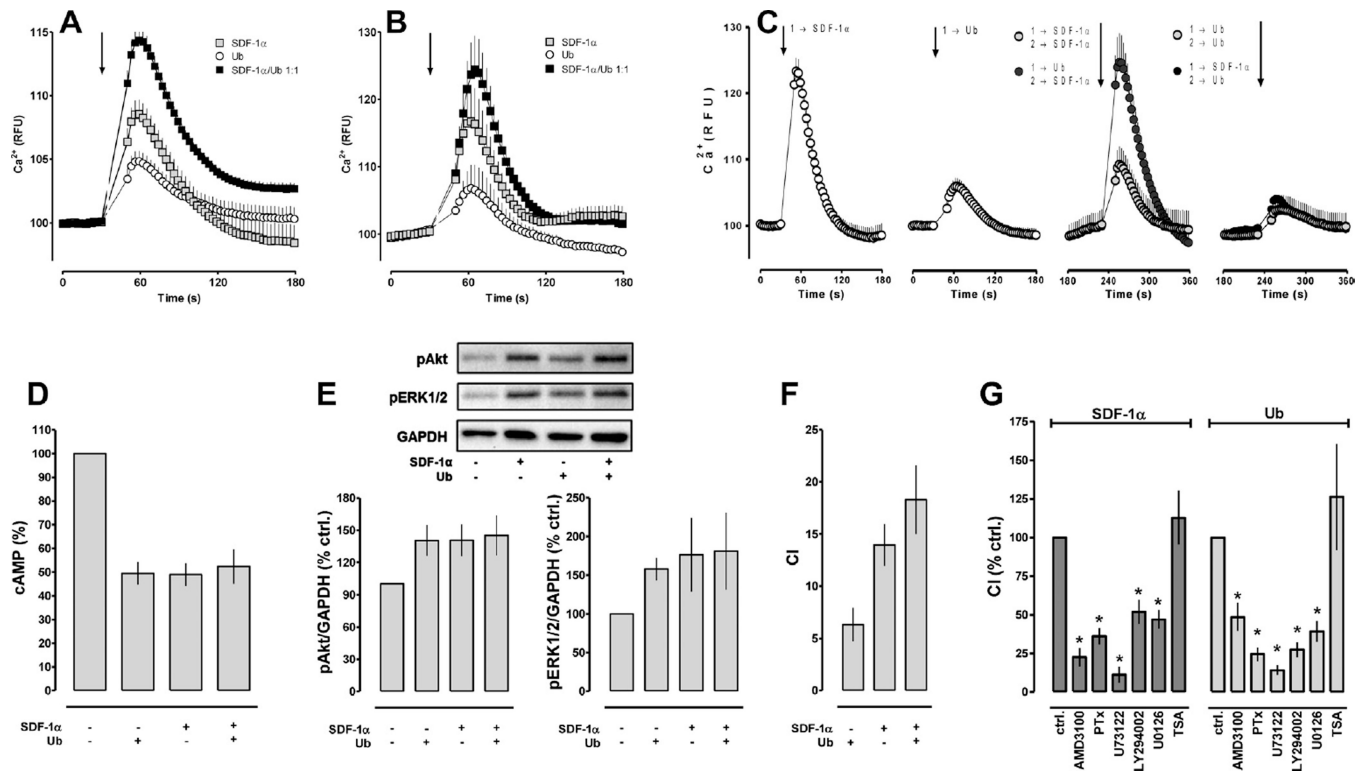 A
B
C
115
110
105
100
95
Ca²⁺ (RFU)
SDF-1α
Ub
SDF-1α/Ub 1:1
0 60 120 180
Time (s)
130
120
110
100
Ca²⁺ (RFU)
SDF-1α
Ub
SDF-1α/Ub 1:1
0 60 120 180
Time (s)
130
120
110
100
Ca²⁺ (RFU)
1 → SDF-1α
1 → Ub
1 → SDF-1α
2 → SDF-1α
1 → Ub
2 → SDF-1α
1 → Ub
2 → Ub
1 → SDF-1α
2 → Ub
0 60 120 180
0 60 120 180
180 240 300 360
180 240 300 360
Time (s)
Time (s)
Time (s)
Time (s)
D
110
100
90
80
70
60
50
40
30
20
10
0
cAMP (%)
SDF-1α - - + +
Ub - + - +
E
pAkt
pERK1/2
GAPDH
SDF-1α - + - +
Ub - - + +
180
150
120
90
60
30
0
pAkt/GAPDH (% ctrl.)
SDF-1α - - + +
Ub - + - +
250
200
150
100
50
0
pERK1/2/GAPDH (% ctrl.)
SDF-1α - - + +
Ub - + - +
F
25
20
15
10
5
0
CI
SDF-1α - + +
Ub + - +
G
SDF-1α
Ub
175
150
125
100
75
50
25
0
CI (% ctrl.)
* * * * *
* * * * *
ctrl.
AMD3100
PTx
U73122
LY294002
U0126
TSA
ctrl.
AMD3100
PTx
U73122
LY294002
U0126
TSA